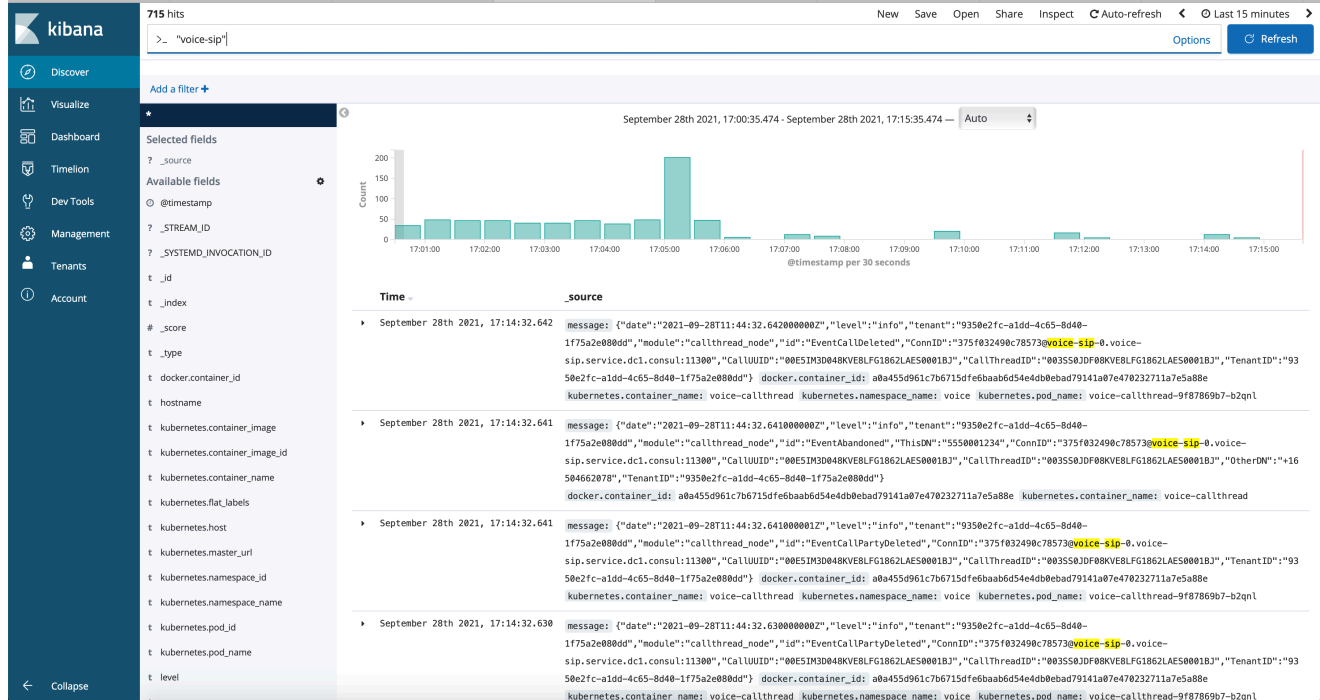 kibana
Discover
Visualize
Dashboard
Timelion
Dev Tools
Management
Tenants
Account
Collapse
715 hits
New Save Open Share Inspect Auto-refresh Last 15 minutes
>_ "voice-sip"
Options
Refresh
Add a filter +
*
Selected fields
? _source
Available fields
@timestamp
? _STREAM_ID
? _SYSTEMD_INVOCATION_ID
t _id
t _index
# _score
t _type
t docker.container_id
t hostname
t kubernetes.container_image
t kubernetes.container_image_id
t kubernetes.container_name
t kubernetes.flat_labels
t kubernetes.host
t kubernetes.master_url
t kubernetes.namespace_id
t kubernetes.namespace_name
t kubernetes.pod_id
t kubernetes.pod_name
t level
September 28th 2021, 17:00:35.474 - September 28th 2021, 17:15:35.474 — Auto
Count
200
150
100
50
0
17:01:00 17:02:00 17:03:00 17:04:00 17:05:00 17:06:00 17:07:00 17:08:00 17:09:00 17:10:00 17:11:00 17:12:00 17:13:00 17:14:00 17:15:00
@timestamp per 30 seconds
Time _source
September 28th 2021, 17:14:32.642 message: {"date":"2021-09-28T11:44:32.642000000Z","level":"info","tenant":"9350e2fc-a1dd-4c65-8d40-
1f75a2e080dd","module":"callthread_node","id":"EventCallDeleted","ConnID":"375f032490c78573@voice-sip-0.voice-
sip.service.dc1.consul:11300","CallUUID":"00E5IM3D048KVE8LFG1862LAES0001BJ","CallThreadID":"003SS0JDF08KVE8LFG1862LAES0001BJ","TenantID":"93
50e2fc-a1dd-4c65-8d40-1f75a2e080dd"} docker.container_id: a0a455d961c7b6715dfe6baab6d54e4db0ebad79141a07e470232711a7e5a88e
kubernetes.container_name: voice-callthread kubernetes.namespace_name: voice kubernetes.pod_name: voice-callthread-9f87869b7-b2qnl
September 28th 2021, 17:14:32.641 message: {"date":"2021-09-28T11:44:32.641000000Z","level":"info","tenant":"9350e2fc-a1dd-4c65-8d40-
1f75a2e080dd","module":"callthread_node","id":"EventAbandoned","ThisDN":"5550001234","ConnID":"375f032490c78573@voice-sip-0.voice-
sip.service.dc1.consul:11300","CallUUID":"00E5IM3D048KVE8LFG1862LAES0001BJ","CallThreadID":"003SS0JDF08KVE8LFG1862LAES0001BJ","OtherDN":"+16
504662078","TenantID":"9350e2fc-a1dd-4c65-8d40-1f75a2e080dd"}
docker.container_id: a0a455d961c7b6715dfe6baab6d54e4db0ebad79141a07e470232711a7e5a88e kubernetes.container_name: voice-callthread
September 28th 2021, 17:14:32.641 message: {"date":"2021-09-28T11:44:32.641000001Z","level":"info","tenant":"9350e2fc-a1dd-4c65-8d40-
1f75a2e080dd","module":"callthread_node","id":"EventCallPartyDeleted","ConnID":"375f032490c78573@voice-sip-0.voice-
sip.service.dc1.consul:11300","CallUUID":"00E5IM3D048KVE8LFG1862LAES0001BJ","CallThreadID":"003SS0JDF08KVE8LFG1862LAES0001BJ","TenantID":"93
50e2fc-a1dd-4c65-8d40-1f75a2e080dd"} docker.container_id: a0a455d961c7b6715dfe6baab6d54e4db0ebad79141a07e470232711a7e5a88e
kubernetes.container_name: voice-callthread kubernetes.namespace_name: voice kubernetes.pod_name: voice-callthread-9f87869b7-b2qnl
September 28th 2021, 17:14:32.630 message: {"date":"2021-09-28T11:44:32.630000000Z","level":"info","tenant":"9350e2fc-a1dd-4c65-8d40-
1f75a2e080dd","module":"callthread_node","id":"EventCallPartyDeleted","ConnID":"375f032490c78573@voice-sip-0.voice-
sip.service.dc1.consul:11300","CallUUID":"00E5IM3D048KVE8LFG1862LAES0001BJ","CallThreadID":"003SS0JDF08KVE8LFG1862LAES0001BJ","TenantID":"93
50e2fc-a1dd-4c65-8d40-1f75a2e080dd"} docker.container_id: a0a455d961c7b6715dfe6baab6d54e4db0ebad79141a07e470232711a7e5a88e
kubernetes.container_name: voice-callthread kubernetes.namespace_name: voice kubernetes.pod_name: voice-callthread-9f87869b7-b2qnl